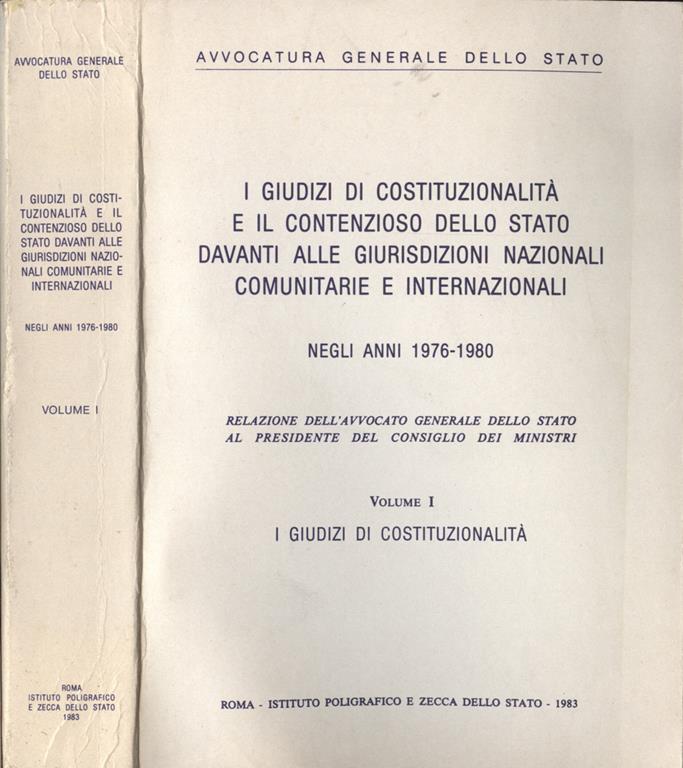 AVVOCATURA GENERALE
DELLO STATO
I GIUDIZI DI COSTI-
TUZIONALITÀ E IL
CONTENZIOSO DELLO
STATO DAVANTI ALLE
GIURISDIZIONI NAZIO-
NALI COMUNITARIE E
INTERNAZIONALI
NEGLI ANNI 1976-1980
VOLUME I
ROMA
ISTITUTO POLIGRAFICO
E ZECCA DELLO STATO
1983
AVVOCATURA GENERALE DELLO STATO
I GIUDIZI DI COSTITUZIONALITÀ
E IL CONTENZIOSO DELLO STATO
DAVANTI ALLE GIURISDIZIONI NAZIONALI
COMUNITARIE E INTERNAZIONALI
NEGLI ANNI 1976-1980
RELAZIONE DELL'AVVOCATO GENERALE DELLO STATO
AL PRESIDENTE DEL CONSIGLIO DEI MINISTRI
VOLUME I
I GIUDIZI DI COSTITUZIONALITÀ
ROMA - ISTITUTO POLIGRAFICO E ZECCA DELLO STATO - 1983